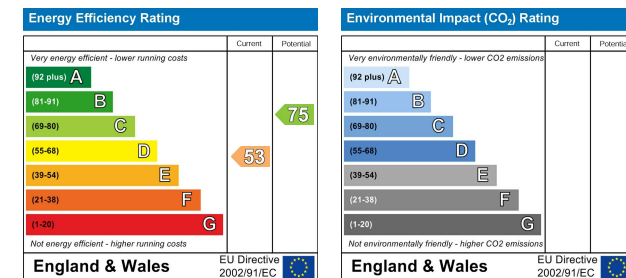 Energy Efficiency Rating
Current Potential
Very energy efficient - lower running costs
(92 plus) A
(81-91) B
(69-80) C
(55-68) D
(39-54) E
(21-38) F
(1-20) G
75
53
Not energy efficient - higher running costs
England & Wales
EU Directive
2002/91/EC
Environmental Impact (CO2) Rating
Current Potential
Very environmentally friendly - lower CO2 emissions
(92 plus) A
(81-91) B
(69-80) C
(55-68) D
(39-54) E
(21-38) F
(1-20) G
Not environmentally friendly - higher CO2 emissions
England & Wales
EU Directive
2002/91/EC